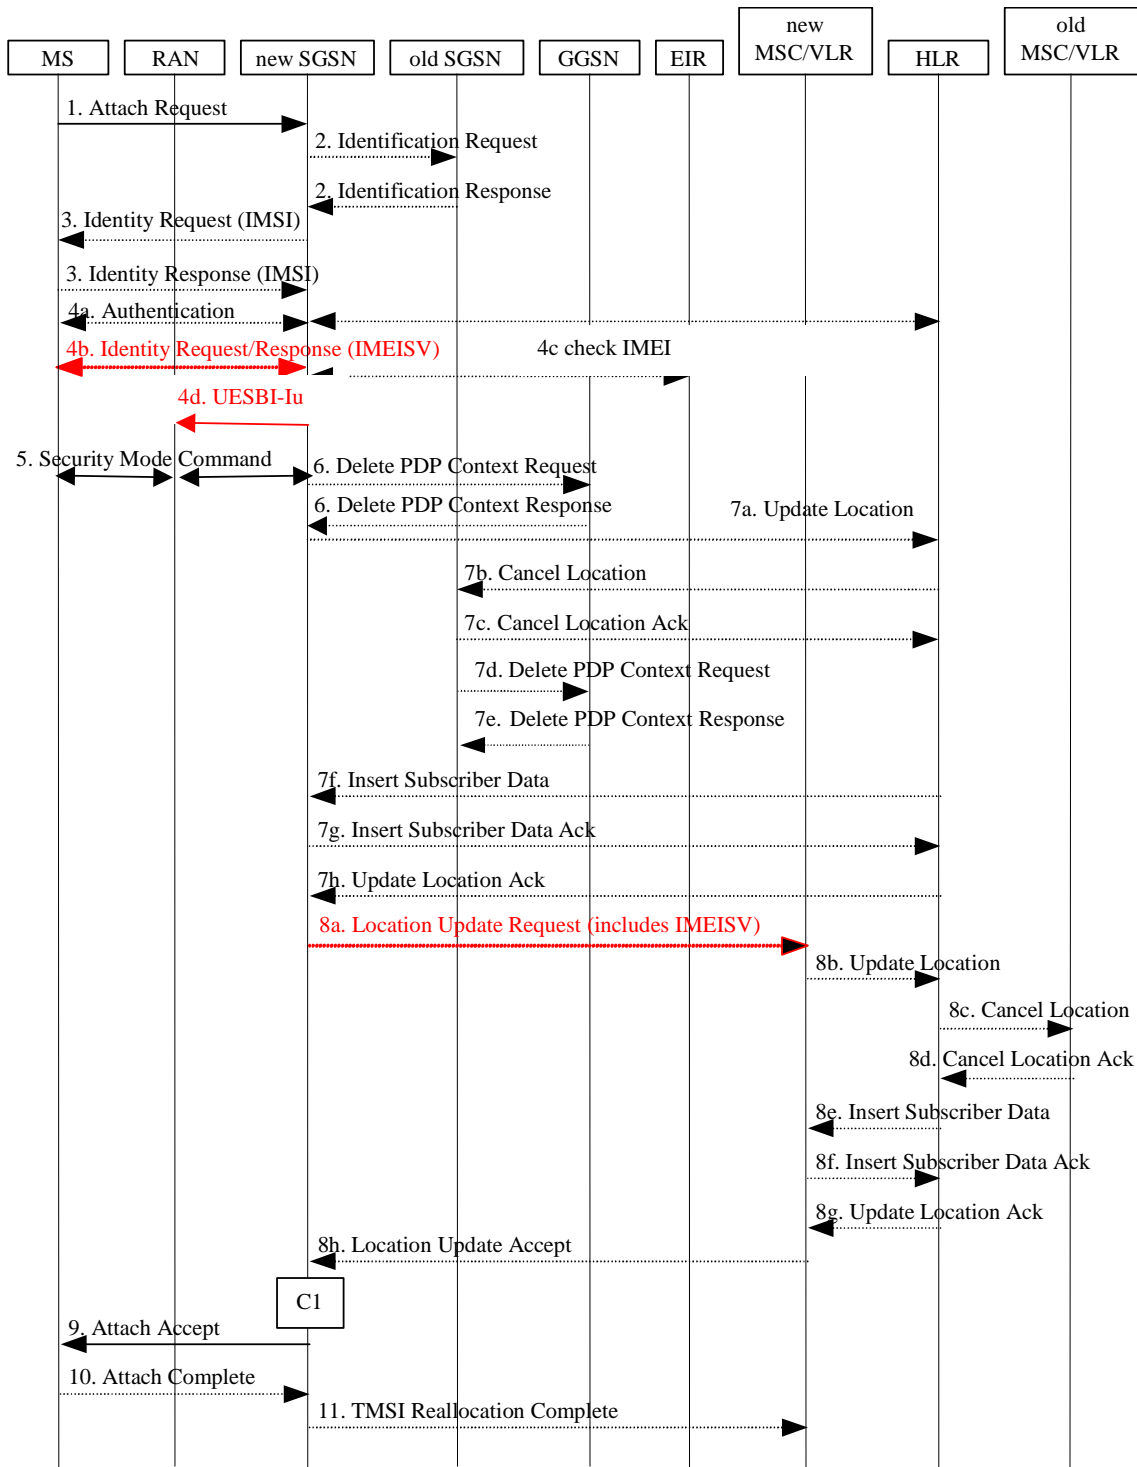 new
MSC/VLR
old
MSC/VLR
MS
RAN
new SGSN
old SGSN
GGSN
EIR
HLR
1. Attach Request
2. Identification Request
2. Identification Response
3. Identity Request (IMSI)
3. Identity Response (IMSI)
4a. Authentication
4b. Identity Request/Response (IMEISV)
4c check IMEI
4d. UESBI-Iu
5. Security Mode Command
6. Delete PDP Context Request
6. Delete PDP Context Response
7a. Update Location
7b. Cancel Location
7c. Cancel Location Ack
7d. Delete PDP Context Request
7e. Delete PDP Context Response
7f. Insert Subscriber Data
7g. Insert Subscriber Data Ack
7h. Update Location Ack
8a. Location Update Request (includes IMEISV)
8b. Update Location
8c. Cancel Location
8d. Cancel Location Ack
8e. Insert Subscriber Data
8f. Insert Subscriber Data Ack
8g. Update Location Ack
8h. Location Update Accept
C1
9. Attach Accept
10. Attach Complete
11. TMSI Reallocation Complete